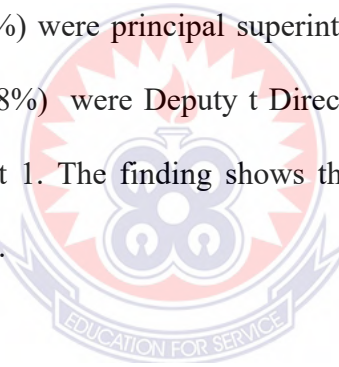 %) were principal superint
8%) were Deputy t Direc
t 1. The finding shows th
.
EDUCATION FOR SERVICE